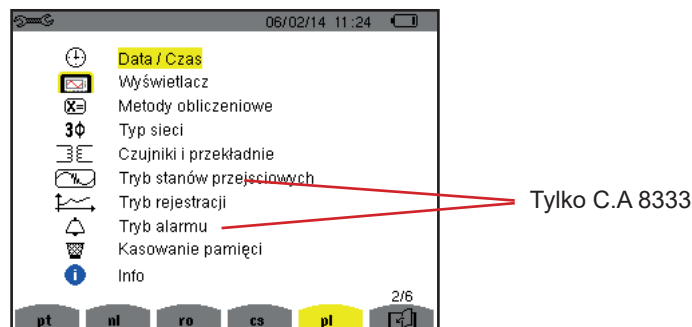 06/02/14 11:24
Data / Czas
Wyświetlacz
Metody obliczeniowe
3ϕ Typ sieci
Czujniki i przekładnie
Tryb stanów przejsciowych
Tryb rejestracji
Tryb alarmu
Kasowanie pamięci
Info
Tylko C.A 8333
2/6
pt nl ro cs pl